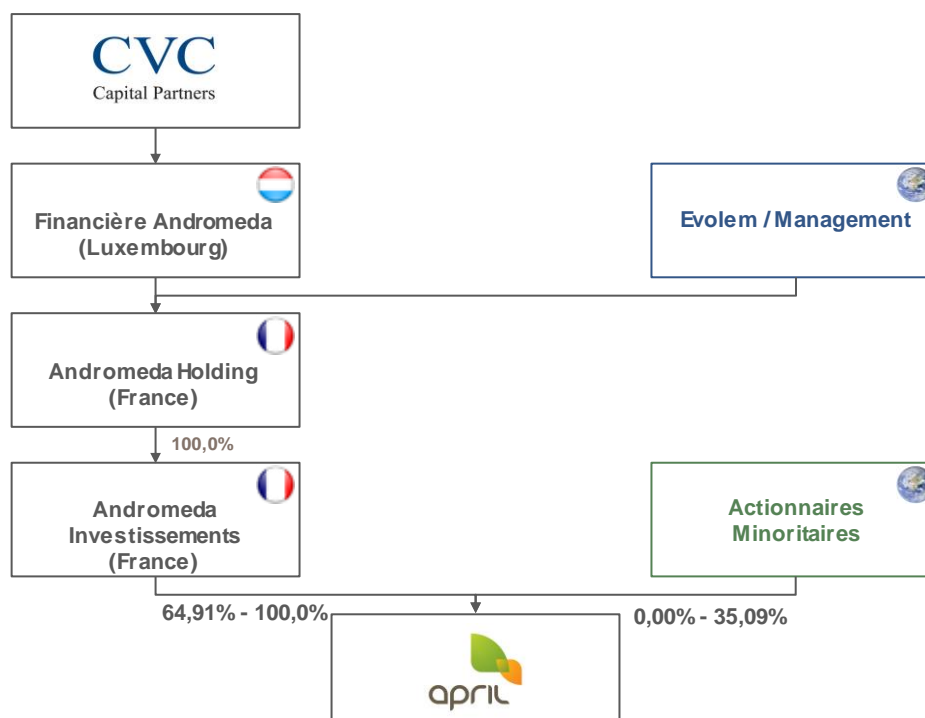 CVC
Capital Partners
Financière Andromeda
(Luxembourg)
Evolem / Management
Andromeda Holding
(France)
100,0%
Andromeda
Investissements
(France)
Actionnaires
Minoritaires
64,91% - 100,0%
0,00% - 35,09%
april